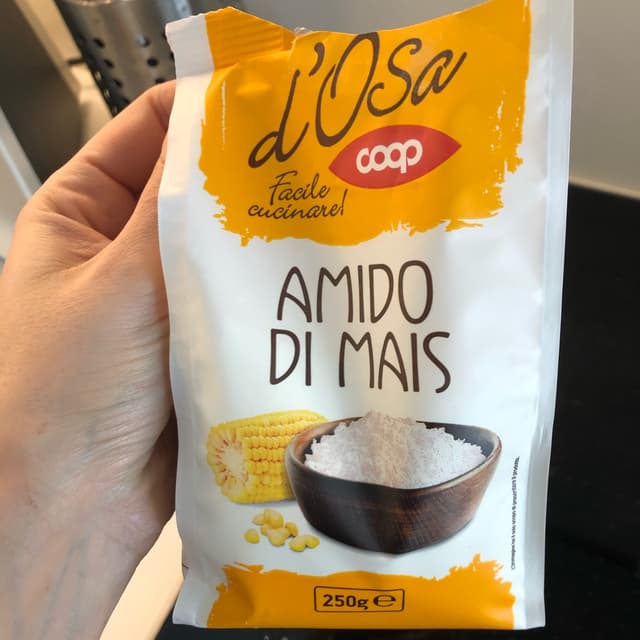 d'Osa
coop
Facile
cucinare!
AMIDO
DI MAIS
250g e